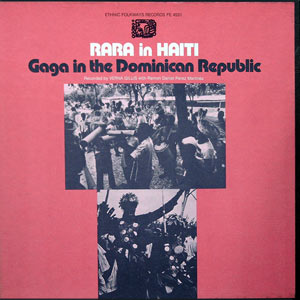 ETHNIC FOLKWAYS RECORDS FE 4531
RARA in HAITI
Gaga in the Dominican Republic
Recorded by VERNA GILLIS with Ramon Daniel Perez Martinez